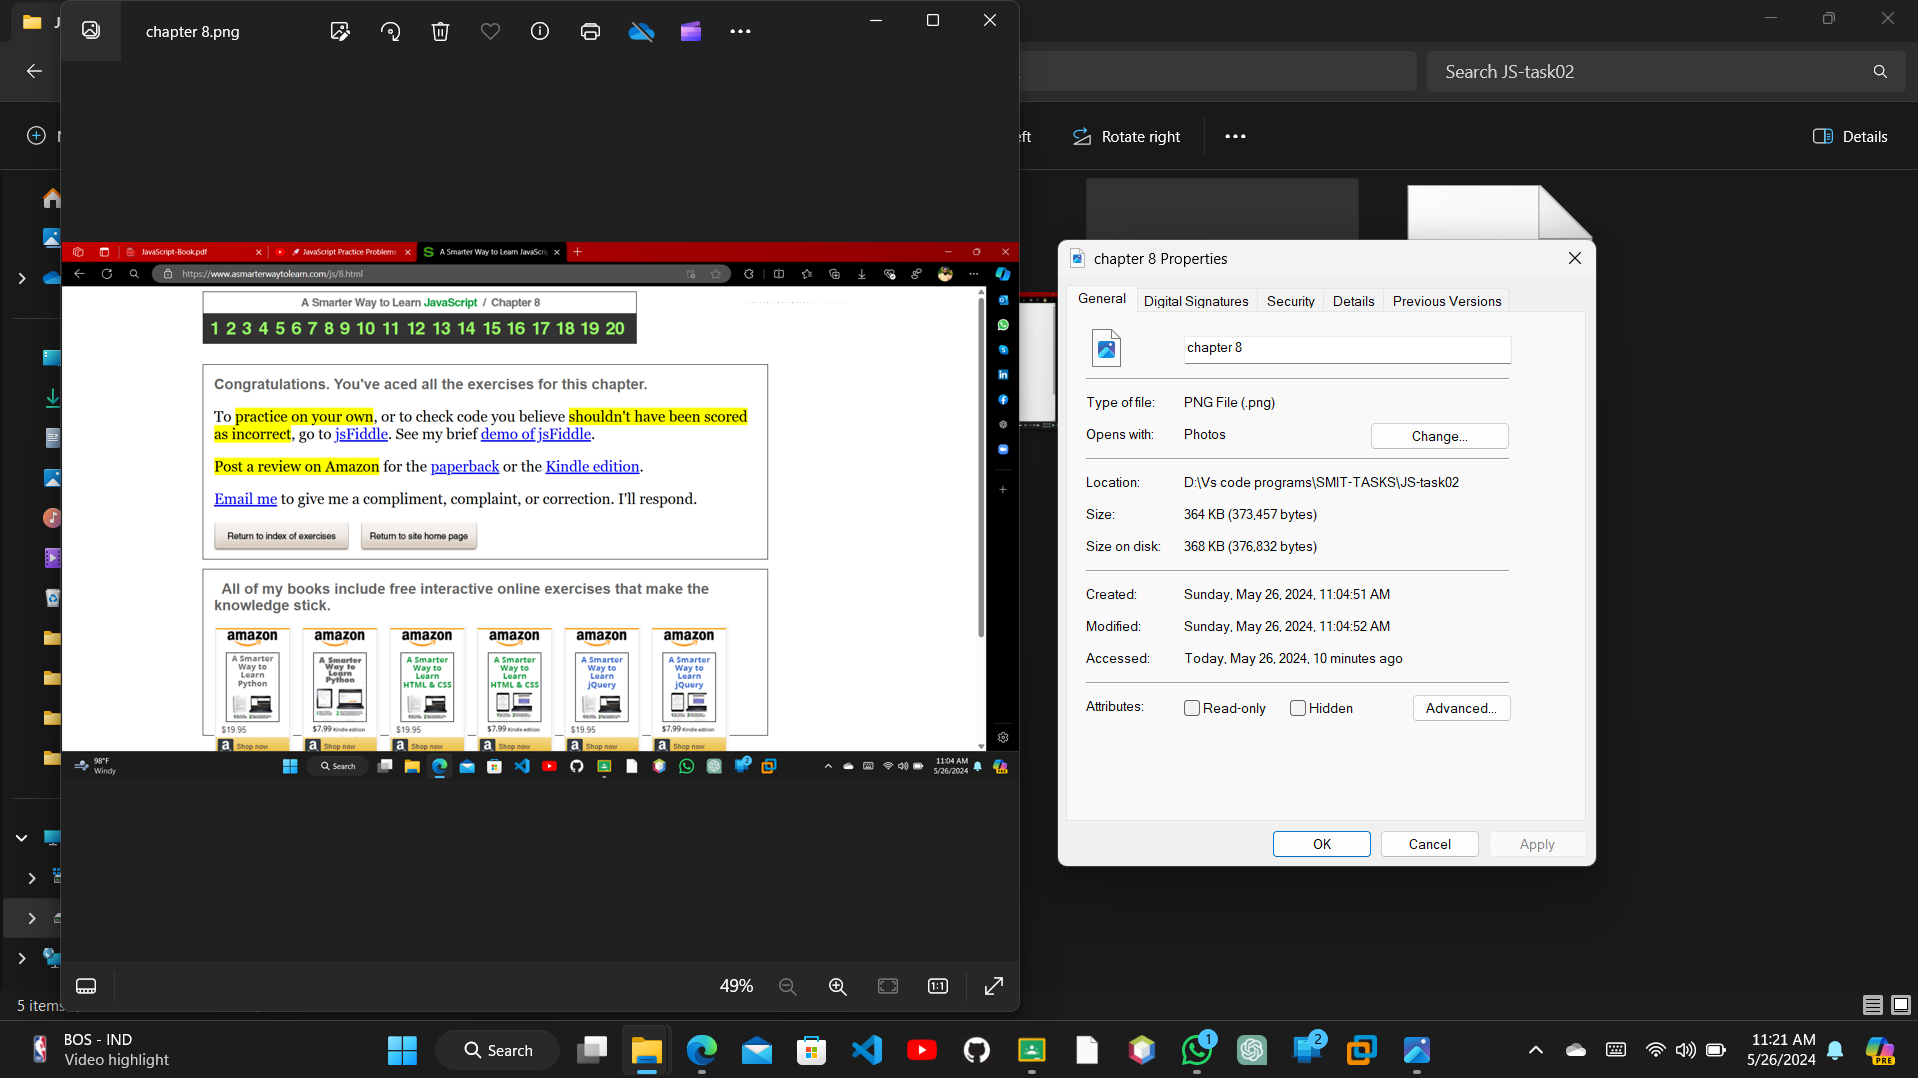 chapter 8.png
Search JS-task02
Rotate right
Details
JavaScript-Book.pdf
JavaScript Practice Problems
A Smarter Way to Learn JavaScri
https://www.asmarterwaytolearn.com/js/8.html
A Smarter Way to Learn JavaScript / Chapter 8
1 2 3 4 5 6 7 8 9 10 11 12 13 14 15 16 17 18 19 20
Congratulations. You've aced all the exercises for this chapter.
To practice on your own, or to check code you believe shouldn't have been scored
as incorrect, go to jsFiddle. See my brief demo of jsFiddle.
Post a review on Amazon for the paperback or the Kindle edition.
Email me to give me a compliment, complaint, or correction. I'll respond.
Return to index of exercises Return to site home page
All of my books include free interactive online exercises that make the
knowledge stick.
amazon amazon amazon amazon amazon amazon
A Smarter Way to Learn Python
A Smarter Way to Learn Python
A Smarter Way to Learn HTML & CSS
A Smarter Way to Learn HTML & CSS
A Smarter Way to Learn jQuery
A Smarter Way to Learn jQuery
$19.95 $7.99 Kindle edition $19.95 $7.99 Kindle edition $19.95 $7.99 Kindle edition
Shop now Shop now Shop now Shop now Shop now Shop now
98°F
Windy
Search
11:04 AM
5/26/2024
49%
chapter 8 Properties
General Digital Signatures Security Details Previous Versions
chapter 8
Type of file: PNG File (.png)
Opens with: Photos Change...
Location: D:\Vs code programs\SMIT-TASKS\JS-task02
Size: 364 KB (373,457 bytes)
Size on disk: 368 KB (376,832 bytes)
Created: Sunday, May 26, 2024, 11:04:51 AM
Modified: Sunday, May 26, 2024, 11:04:52 AM
Accessed: Today, May 26, 2024, 10 minutes ago
Attributes: Read-only Hidden Advanced...
OK Cancel Apply
5 items
BOS - IND
Video highlight
Search
1
2
11:21 AM
5/26/2024
PRE